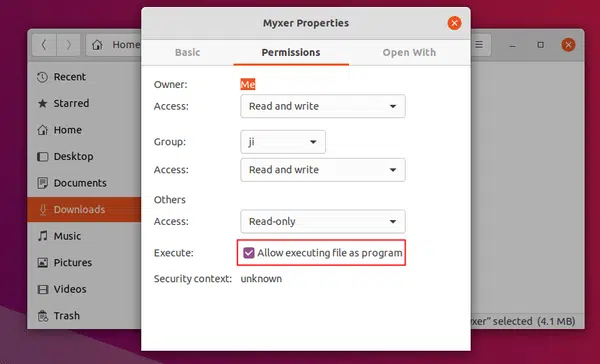 Myxer Properties
Home
Basic
Permissions
Open With
Recent
Starred
Home
Desktop
Documents
Downloads
Music
Pictures
Videos
Trash
Owner: Me
Access: Read and write
Group: ji
Access: Read and write
Others
Access: Read-only
Execute: Allow executing file as program
Security context: unknown
selected (4.1 MB)